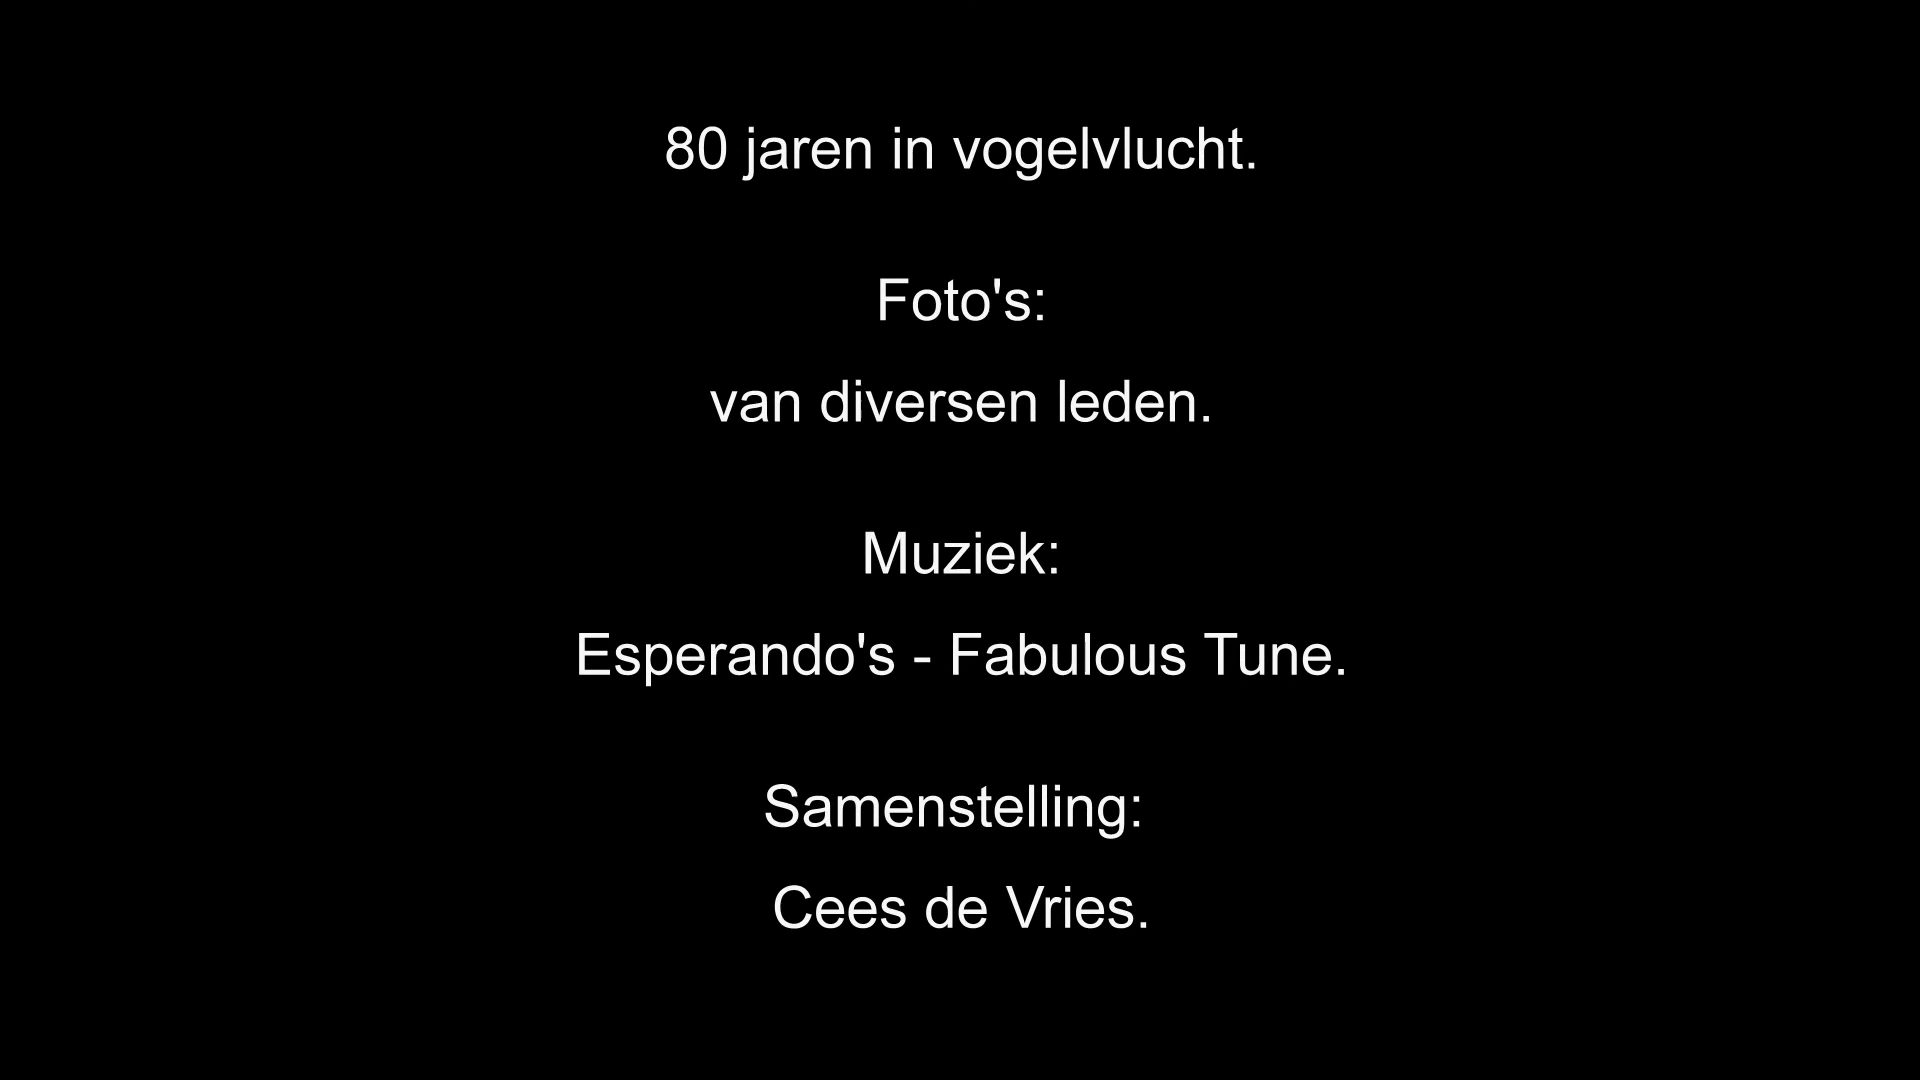 80 jaren in vogelvlucht.
Foto's:
van diversen leden.
Muziek:
Esperando's - Fabulous Tune.
Samenstelling:
Cees de Vries.